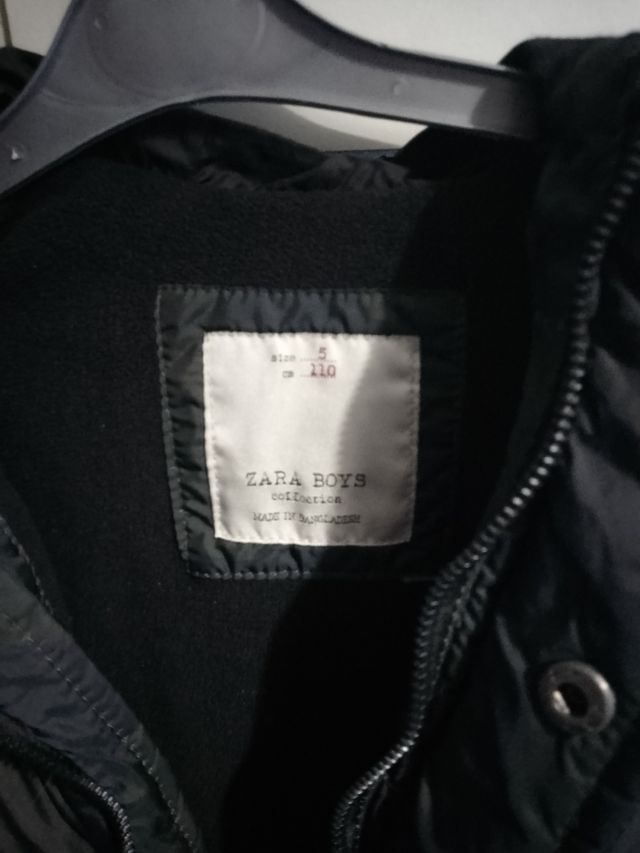 size 5
cm 110
ZARA BOYS
collection
MADE IN BANGLADESH